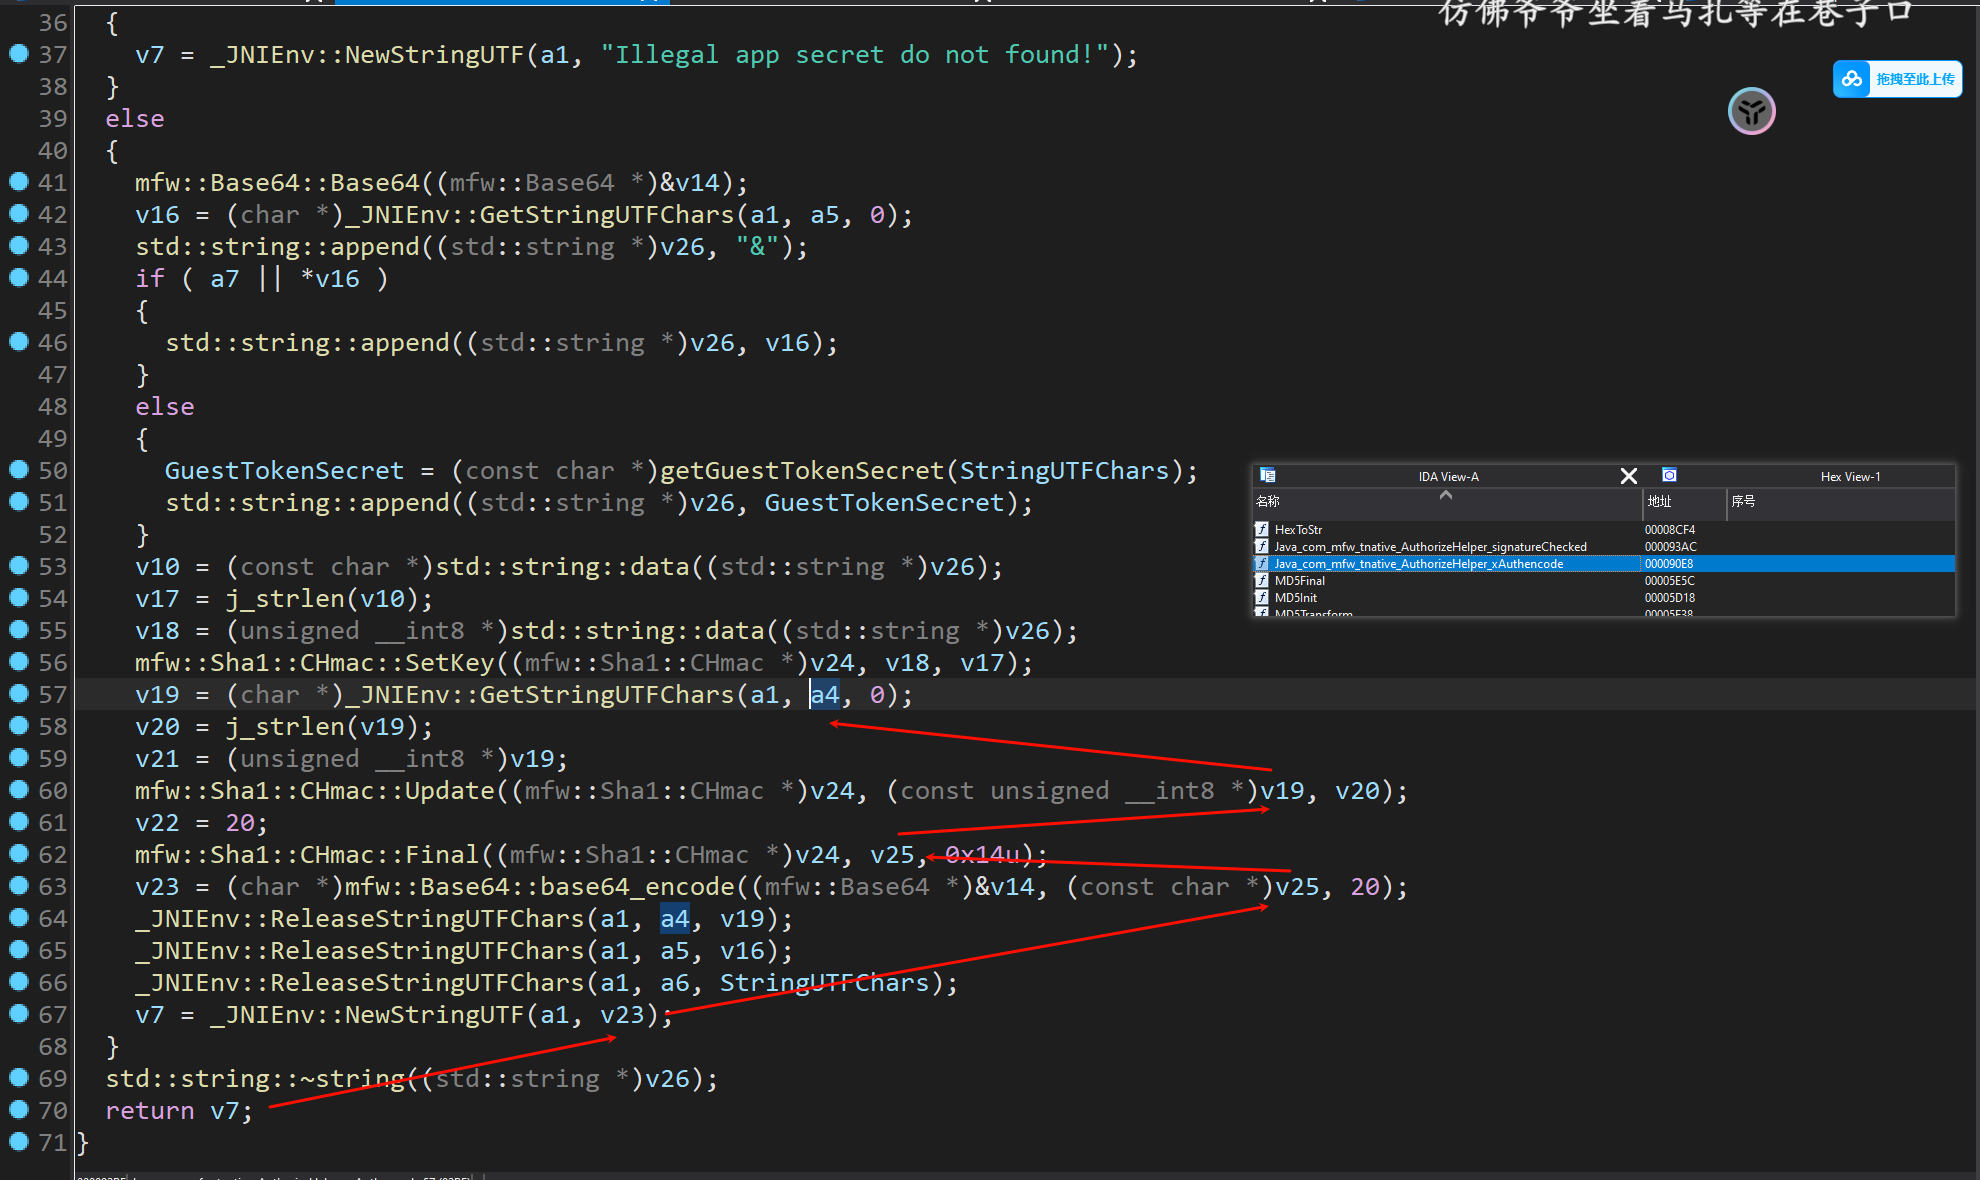 仿佛爷爷坐着马扎等在巷子口
拖拽至此上传
36 {
37 v7 = _JNIEnv::NewStringUTF(a1, "Illegal app secret do not found!");
38 }
39 else
40 {
41 mfw::Base64::Base64((mfw::Base64 *)&v14);
42 v16 = (char *)_JNIEnv::GetStringUTFChars(a1, a5, 0);
43 std::string::append((std::string *)v26, "&");
44 if ( a7 || *v16 )
45 {
46 std::string::append((std::string *)v26, v16);
47 }
48 else
49 {
50 GuestTokenSecret = (const char *)getGuestTokenSecret(StringUTFChars);
51 std::string::append((std::string *)v26, GuestTokenSecret);
52 }
53 v10 = (const char *)std::string::data((std::string *)v26);
54 v17 = j_strlen(v10);
55 v18 = (unsigned __int8 *)std::string::data((std::string *)v26);
56 mfw::Sha1::CHmac::SetKey((mfw::Sha1::CHmac *)v24, v18, v17);
57 v19 = (char *)_JNIEnv::GetStringUTFChars(a1, a4, 0);
58 v20 = j_strlen(v19);
59 v21 = (unsigned __int8 *)v19;
60 mfw::Sha1::CHmac::Update((mfw::Sha1::CHmac *)v24, (const unsigned __int8 *)v19, v20);
61 v22 = 20;
62 mfw::Sha1::CHmac::Final((mfw::Sha1::CHmac *)v24, v25, 0x14u);
63 v23 = (char *)mfw::Base64::base64_encode((mfw::Base64 *)&v14, (const char *)v25, 20);
64 _JNIEnv::ReleaseStringUTFChars(a1, a4, v19);
65 _JNIEnv::ReleaseStringUTFChars(a1, a5, v16);
66 _JNIEnv::ReleaseStringUTFChars(a1, a6, StringUTFChars);
67 v7 = _JNIEnv::NewStringUTF(a1, v23);
68 }
69 std::string::~string((std::string *)v26);
70 return v7;
71 }
IDA View-A Hex View-1
名称 地址 序号
HexToStr 00008CF4
Java_com_mfw_tnative_AuthorizeHelper_signatureChecked 000093AC
Java_com_mfw_tnative_AuthorizeHelper_xAuthencode 000090E8
MD5Final 00005E5C
MD5Init 00005D18
MD5Transform 00005F38